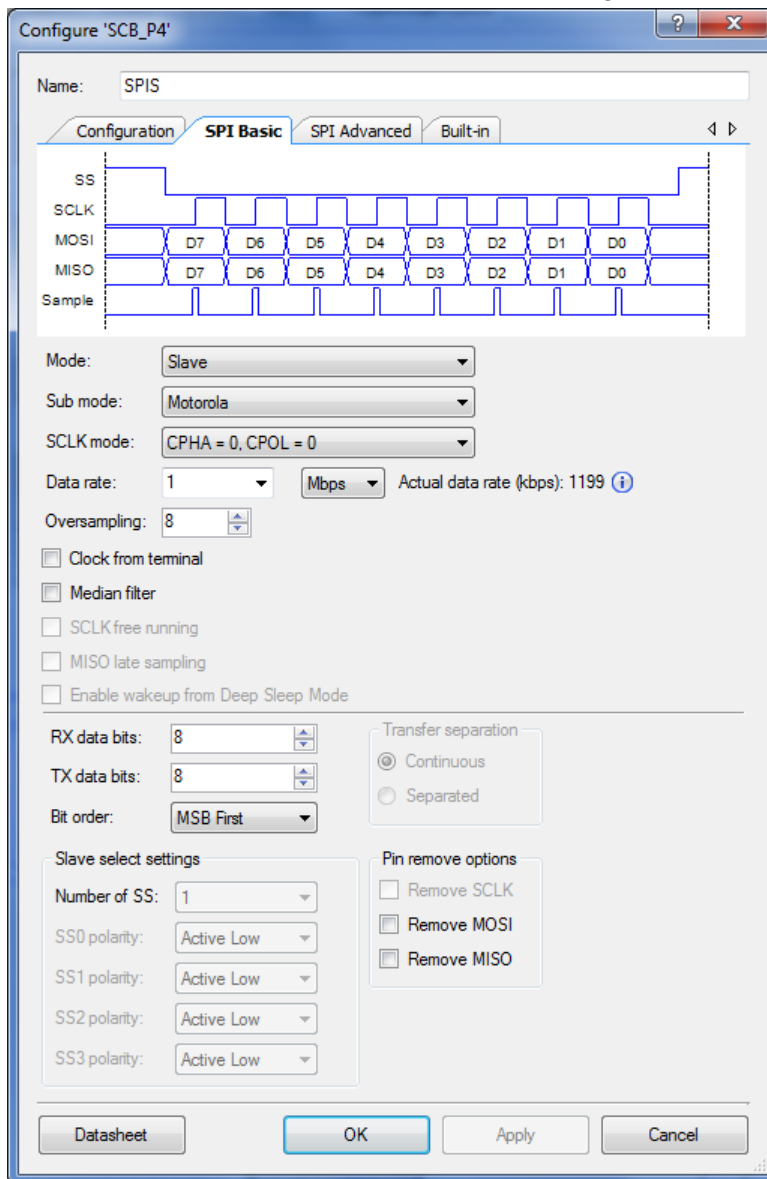 Configure 'SCB_P4'
Name: SPIS
Configuration SPI Basic SPI Advanced Built-in
SS
SCLK
MOSI D7 D6 D5 D4 D3 D2 D1 D0
MISO D7 D6 D5 D4 D3 D2 D1 D0
Sample
Mode: Slave
Sub mode: Motorola
SCLK mode: CPHA = 0, CPOL = 0
Data rate: 1 Mbps Actual data rate (kbps): 1199
Oversampling: 8
Clock from terminal
Median filter
SCLK free running
MISO late sampling
Enable wakeup from Deep Sleep Mode
RX data bits: 8
TX data bits: 8
Bit order: MSB First
Transfer separation
Continuous
Separated
Slave select settings
Number of SS: 1
SS0 polarity: Active Low
SS1 polarity: Active Low
SS2 polarity: Active Low
SS3 polarity: Active Low
Pin remove options
Remove SCLK
Remove MOSI
Remove MISO
Datasheet OK Apply Cancel